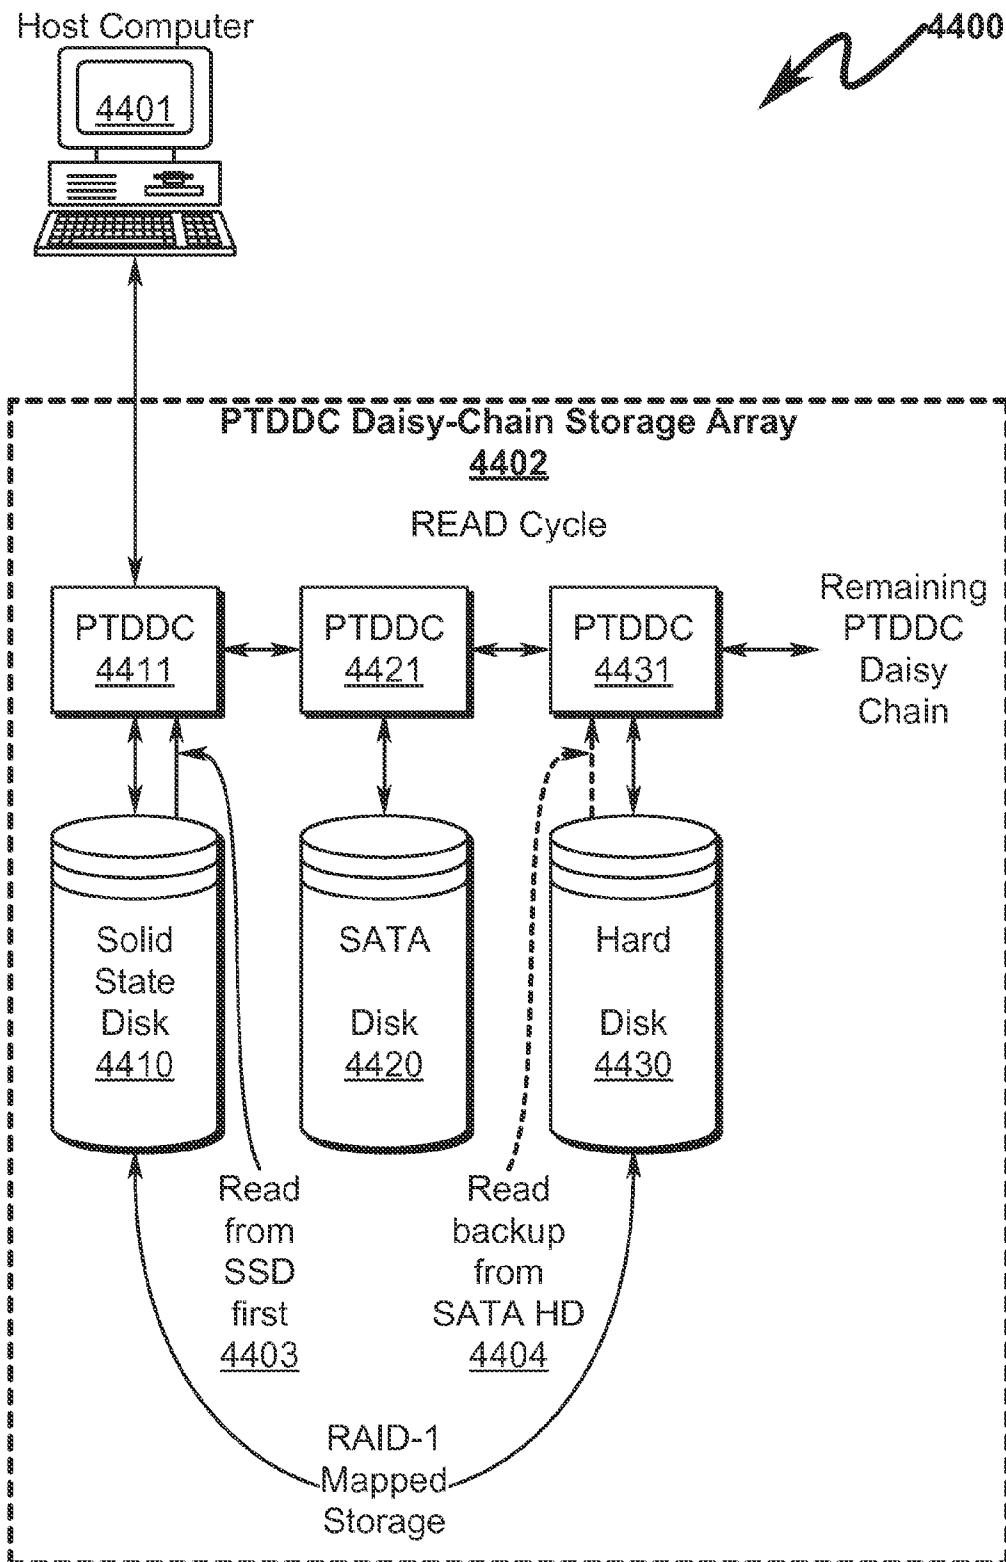 Host Computer
4400
4401
PTDDC Daisy-Chain Storage Array
4402
READ Cycle
PTDDC
4411
PTDDC
4421
PTDDC
4431
Remaining
PTDDC
Daisy
Chain
Solid
State
Disk
4410
SATA
Disk
4420
Hard
Disk
4430
Read
from
SSD
first
4403
Read
backup
from
SATA HD
4404
RAID-1
Mapped
Storage